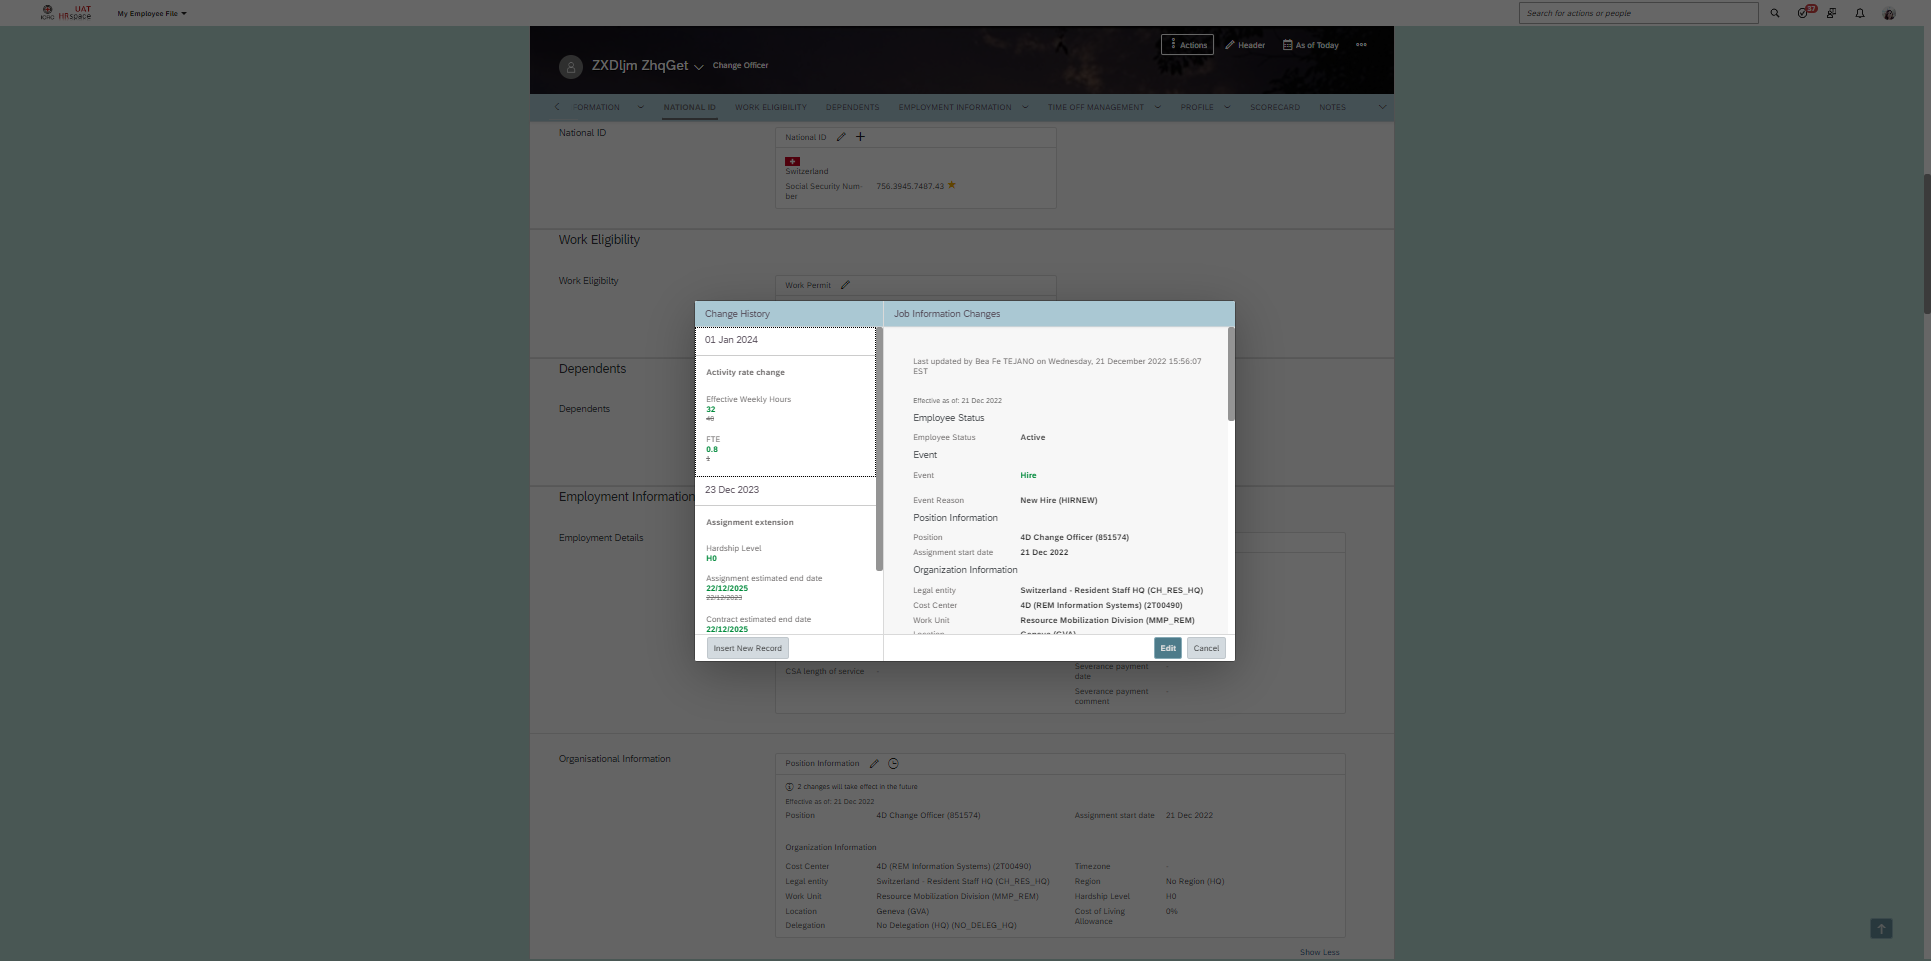 ICRC
UAT
HRspace
My Employee File
Search for actions or people
37
ZXDljm ZhqGet
Change Officer
Actions
Header
As of Today
FORMATION
NATIONAL ID
WORK ELIGIBILITY
DEPENDENTS
EMPLOYMENT INFORMATION
TIME OFF MANAGEMENT
PROFILE
SCORECARD
NOTES
National ID
National ID
Switzerland
Social Security Num-
ber
756.3945.7487.43
Work Eligibility
Work Eligibilty
Work Permit
Dependents
Dependents
Employment Information
Employment Details
Change History
01 Jan 2024
Activity rate change
Effective Weekly Hours
32
40
FTE
0.8
1
23 Dec 2023
Assignment extension
Hardship Level
H0
Assignment estimated end date
22/12/2025
22/12/2023
Contract estimated end date
22/12/2025
Insert New Record
Job Information Changes
Last updated by Bea Fe TEJANO on Wednesday, 21 December 2022 15:56:07
EST
Effective as of: 21 Dec 2022
Employee Status
Employee Status Active
Event
Event Hire
Event Reason New Hire (HIRNEW)
Position Information
Position 4D Change Officer (851574)
Assignment start date 21 Dec 2022
Organization Information
Legal entity Switzerland - Resident Staff HQ (CH_RES_HQ)
Cost Center 4D (REM Information Systems) (2T00490)
Work Unit Resource Mobilization Division (MMP_REM)
Location Geneva (GVA)
Edit
Cancel
CSA length of service -
Severance payment -
date
Severance payment -
comment
Organisational Information
Position Information
2 changes will take effect in the future
Effective as of: 21 Dec 2022
Position 4D Change Officer (851574) Assignment start date 21 Dec 2022
Organization Information
Cost Center 4D (REM Information Systems) (2T00490) Timezone -
Legal entity Switzerland - Resident Staff HQ (CH_RES_HQ) Region No Region (HQ)
Work Unit Resource Mobilization Division (MMP_REM) Hardship Level H0
Location Geneva (GVA) Cost of Living 0%
Allowance
Delegation No Delegation (HQ) (NO_DELEG_HQ)
Show Less